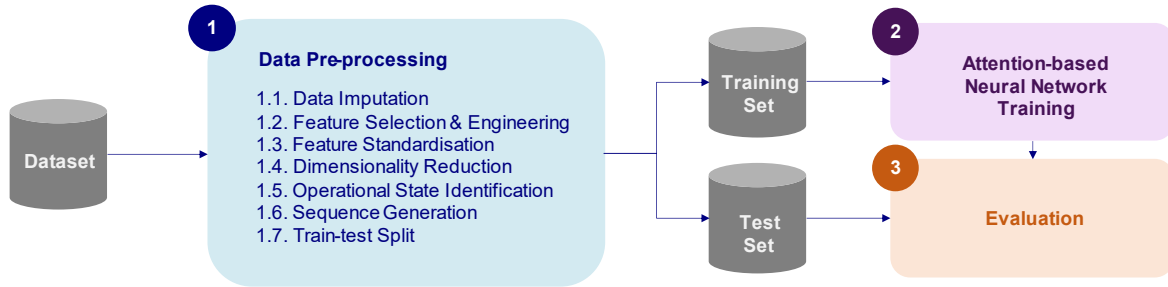 Dataset
1
Data Pre-processing
1.1. Data Imputation
1.2. Feature Selection & Engineering
1.3. Feature Standardisation
1.4. Dimensionality Reduction
1.5. Operational State Identification
1.6. Sequence Generation
1.7. Train-test Split
Training
Set
Test
Set
2
Attention-based
Neural Network
Training
3
Evaluation